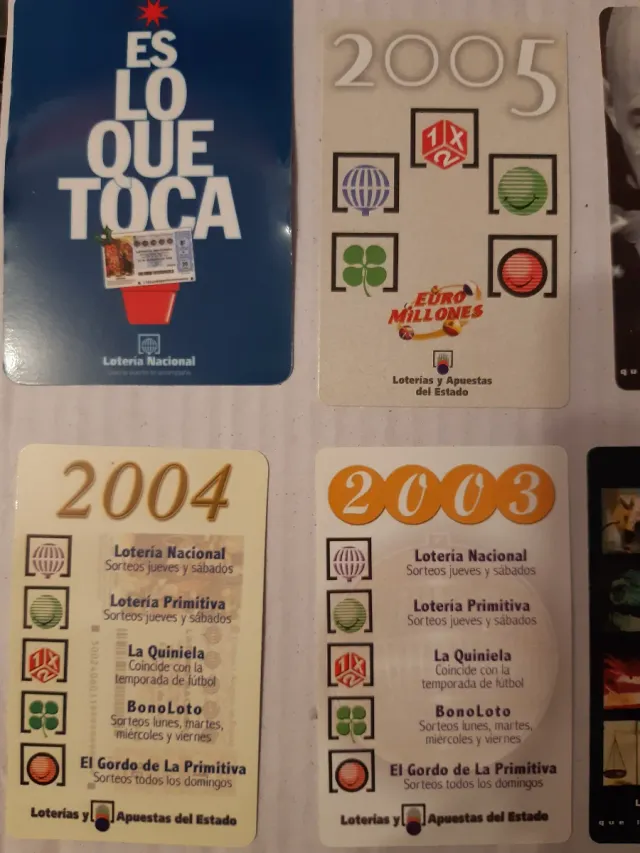 ES
LO
QUE
TOCA
Lotería Nacional
2005
1X2
EURO
MILLONES
Loterías y Apuestas
del Estado
2004
Lotería Nacional
Sorteos jueves y sábados
Lotería Primitiva
Sorteos jueves y sábados
1X2
La Quiniela
Coincide con la
temporada de fútbol
BonoLoto
Sorteos lunes, martes,
miércoles y viernes
El Gordo de La Primitiva
Sorteos todos los domingos
Loterías y Apuestas del Estado
2003
Lotería Nacional
Sorteos jueves y sábados
Lotería Primitiva
Sorteos jueves y sábados
1X2
La Quiniela
Coincide con la
temporada de fútbol
BonoLoto
Sorteos lunes, martes,
miércoles y viernes
El Gordo de La Primitiva
Sorteos todos los domingos
Loterías y Apuestas del Estado